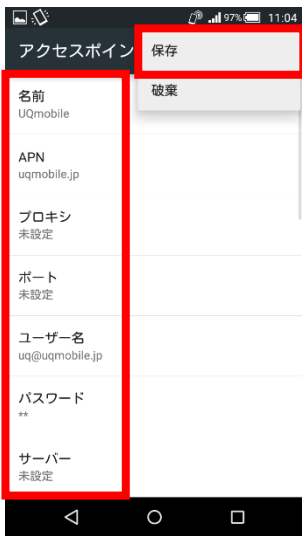 97% 11:04
アクセスポイン
保存
破棄
名前
UQmobile
APN
uqmobile.jp
プロキシ
未設定
ポート
未設定
ユーザー名
uq@uqmobile.jp
パスワード
**
サーバー
未設定